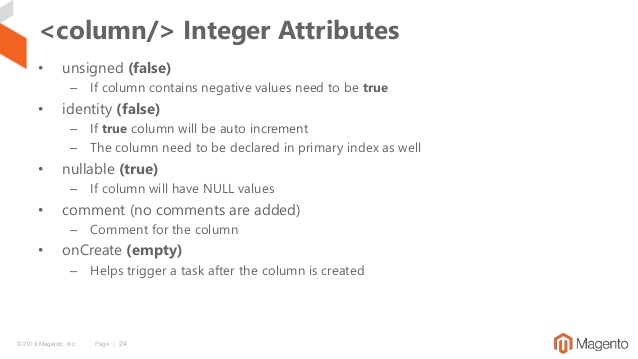 <column/> Integer Attributes
• unsigned (false)
– If column contains negative values need to be true
• identity (false)
– If true column will be auto increment
– The column need to be declared in primary index as well
• nullable (true)
– If column will have NULL values
• comment (no comments are added)
– Comment for the column
• onCreate (empty)
– Helps trigger a task after the column is created
© 2019 Magento, Inc. Page | 24
Magento